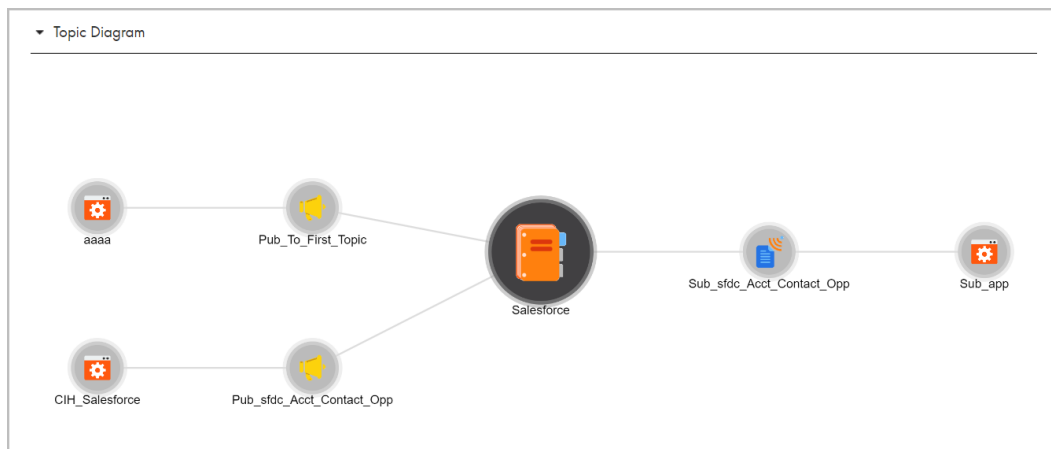 Topic Diagram
aaaa
Pub_To_First_Topic
Salesforce
Sub_sfdc_Acct_Contact_Opp
Sub_app
CIH_Salesforce
Pub_sfdc_Acct_Contact_Opp